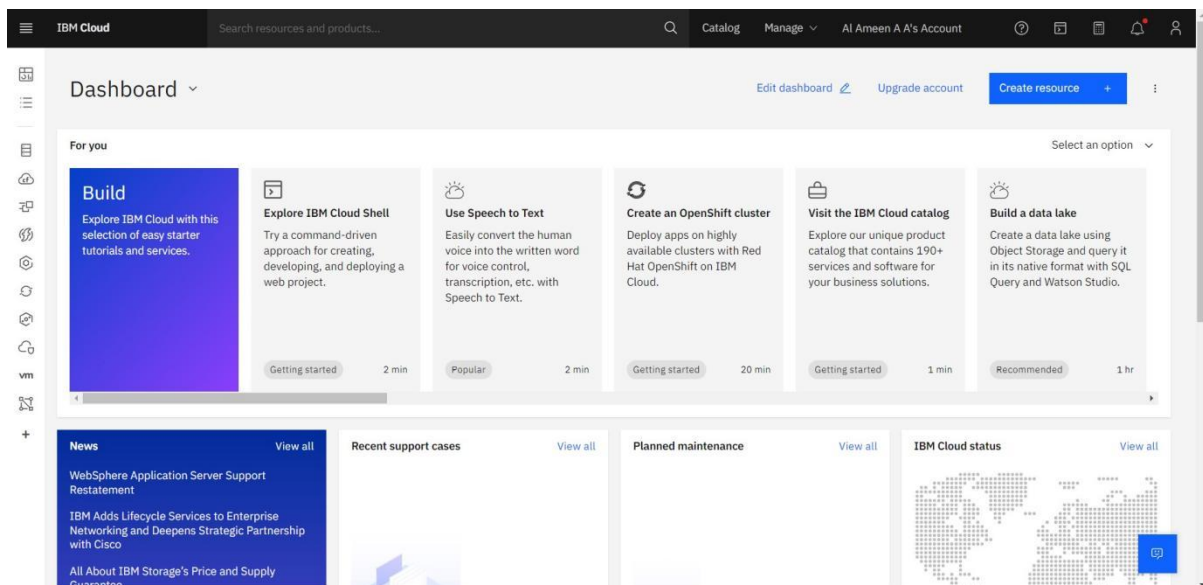 IBM Cloud
Search resources and products...
Catalog
Manage
Al Ameen A A's Account
Dashboard
Edit dashboard
Upgrade account
Create resource +
For you
Select an option
Build
Explore IBM Cloud with this
selection of easy starter
tutorials and services.
Explore IBM Cloud Shell
Try a command-driven
approach for creating,
developing, and deploying a
web project.
Getting started
2 min
Use Speech to Text
Easily convert the human
voice into the written word
for voice control,
transcription, etc. with
Speech to Text.
Popular
2 min
Create an OpenShift cluster
Deploy apps on highly
available clusters with Red
Hat OpenShift on IBM
Cloud.
Getting started
20 min
Visit the IBM Cloud catalog
Explore our unique product
catalog that contains 190+
services and software for
your business solutions.
Getting started
1 min
Build a data lake
Create a data lake using
Object Storage and query it
in its native format with SQL
Query and Watson Studio.
Recommended
1 hr
vm
News
View all
WebSphere Application Server Support
Restatement
IBM Adds Lifecycle Services to Enterprise
Networking and Deepens Strategic Partnership
with Cisco
All About IBM Storage's Price and Supply
Guarantee
Recent support cases
View all
Planned maintenance
View all
IBM Cloud status
View all